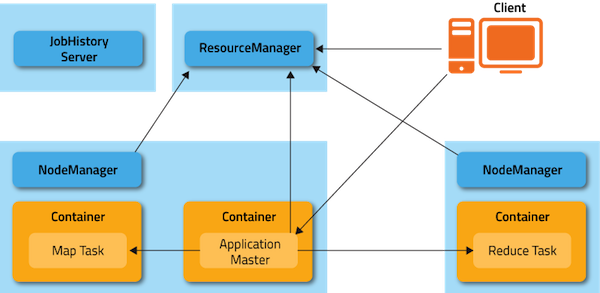 JobHistory
Server
ResourceManager
Client
NodeManager
Container
Map Task
Container
Application
Master
NodeManager
Container
Reduce Task